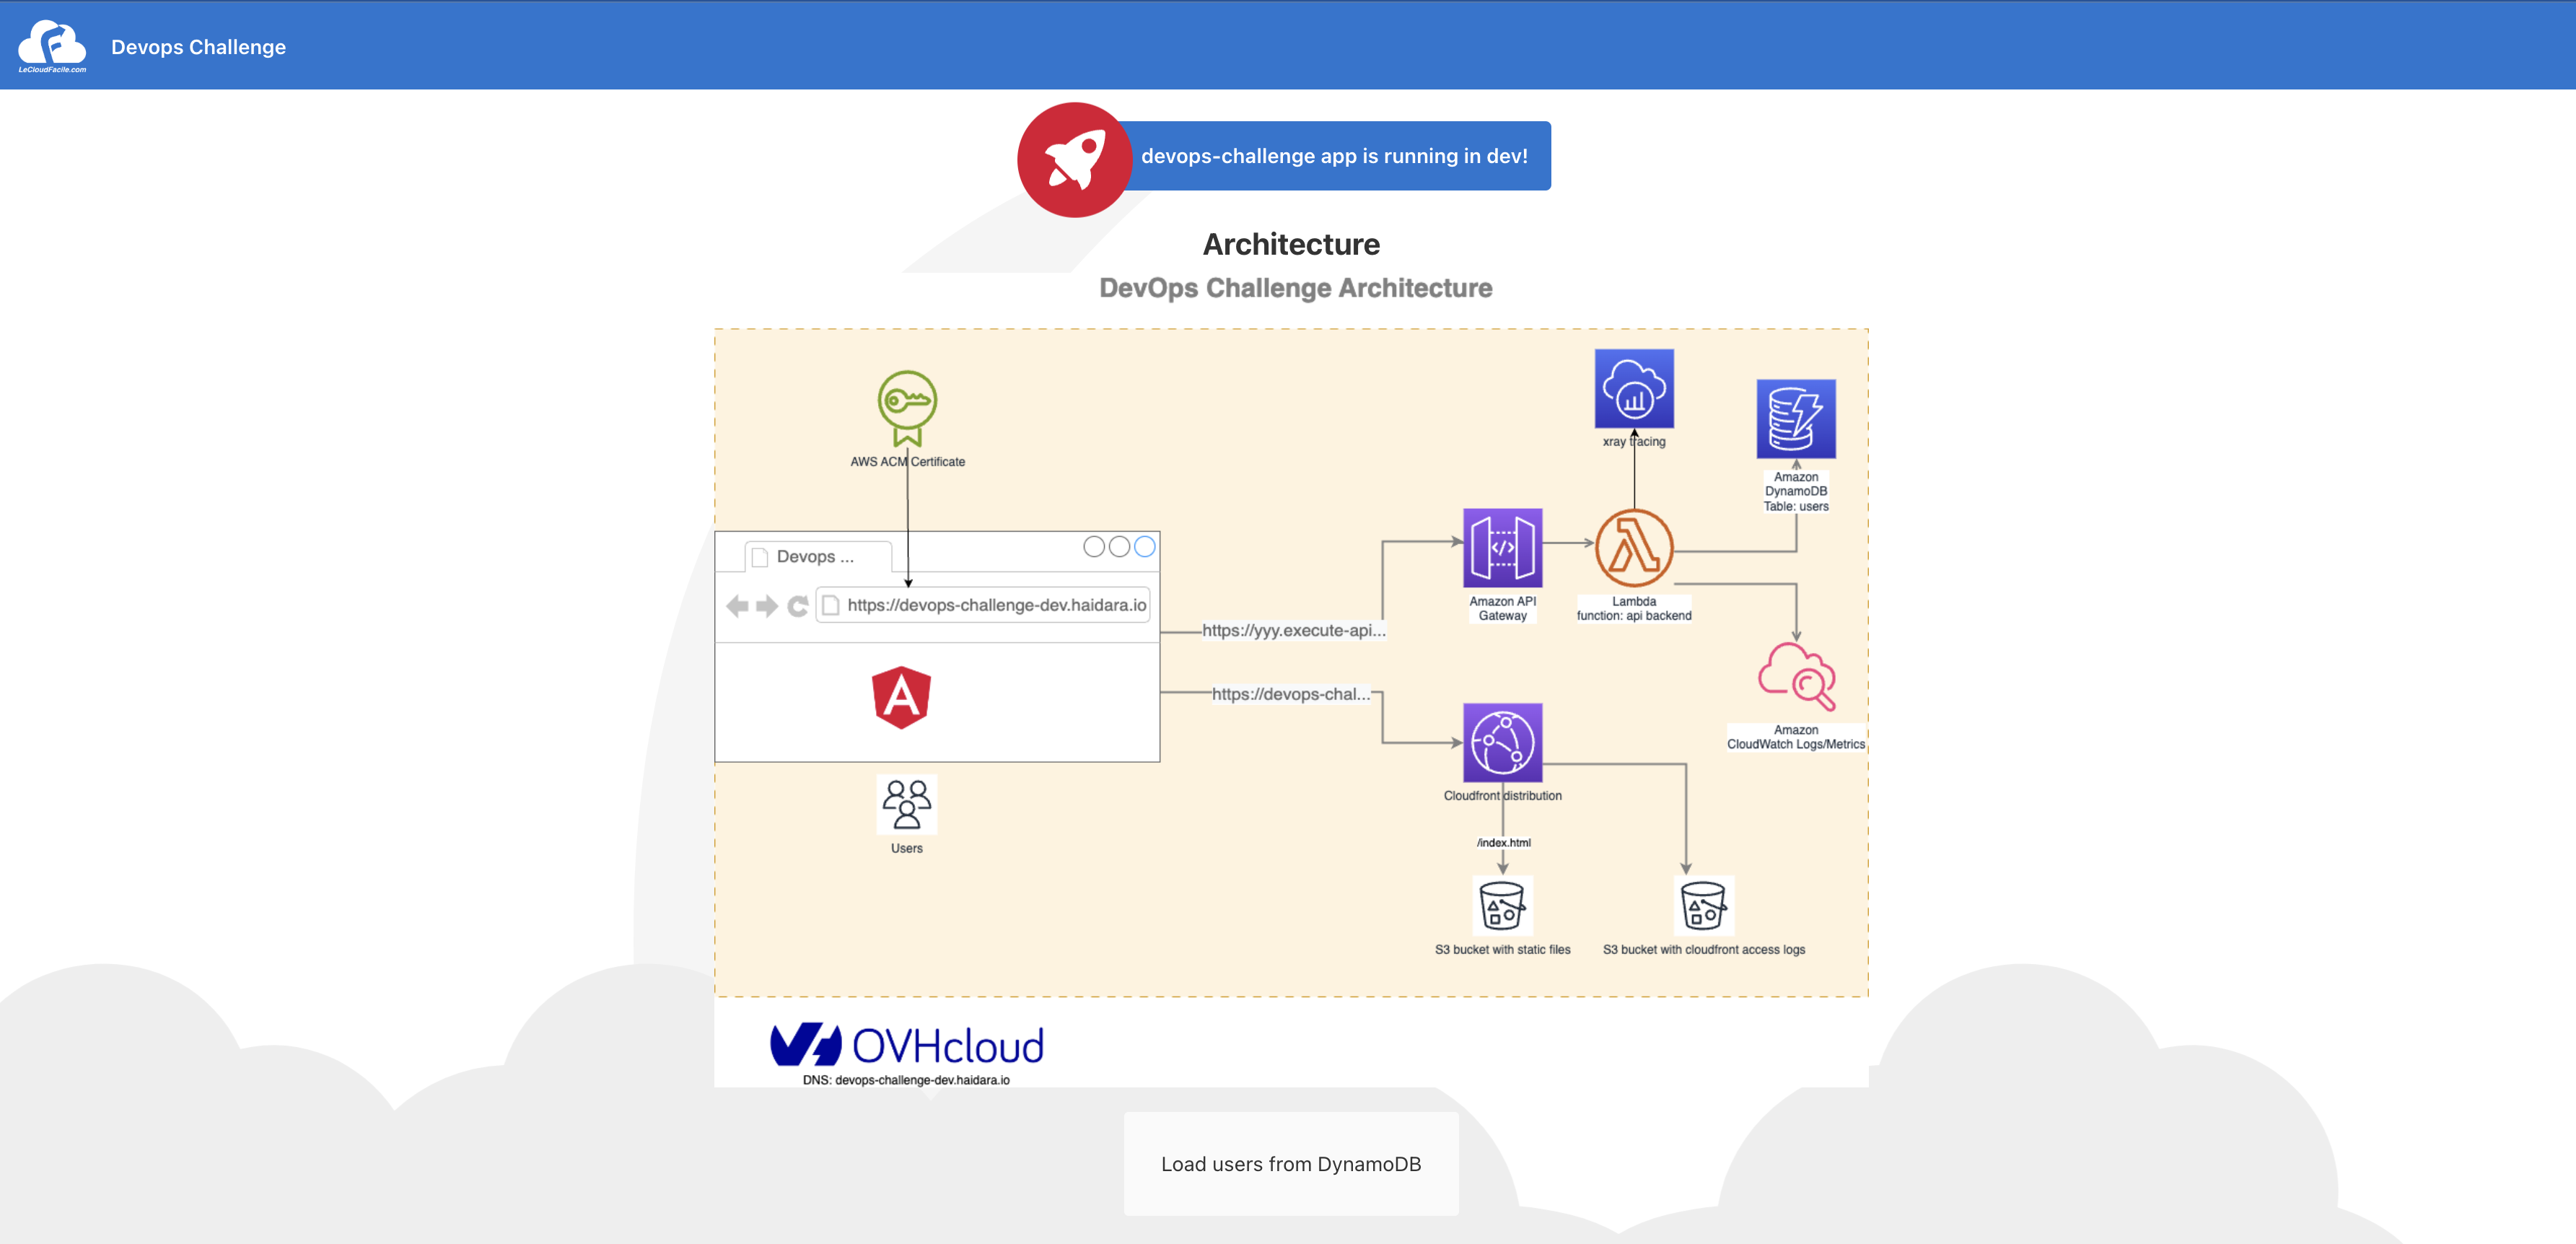 LeCloudFacile.com
Devops Challenge
devops-challenge app is running in dev!
Architecture
DevOps Challenge Architecture
AWS ACM Certificate
xray tracing
Amazon
DynamoDB
Table: users
Devops ...
https://devops-challenge-dev.haidara.io
https://yyy.execute-api...
Amazon API
Gateway
Lambda
function: api backend
https://devops-chal...
Amazon
CloudWatch Logs/Metrics
Cloudfront distribution
/index.html
Users
S3 bucket with static files
S3 bucket with cloudfront access logs
OVHcloud
DNS: devops-challenge-dev.haidara.io
Load users from DynamoDB